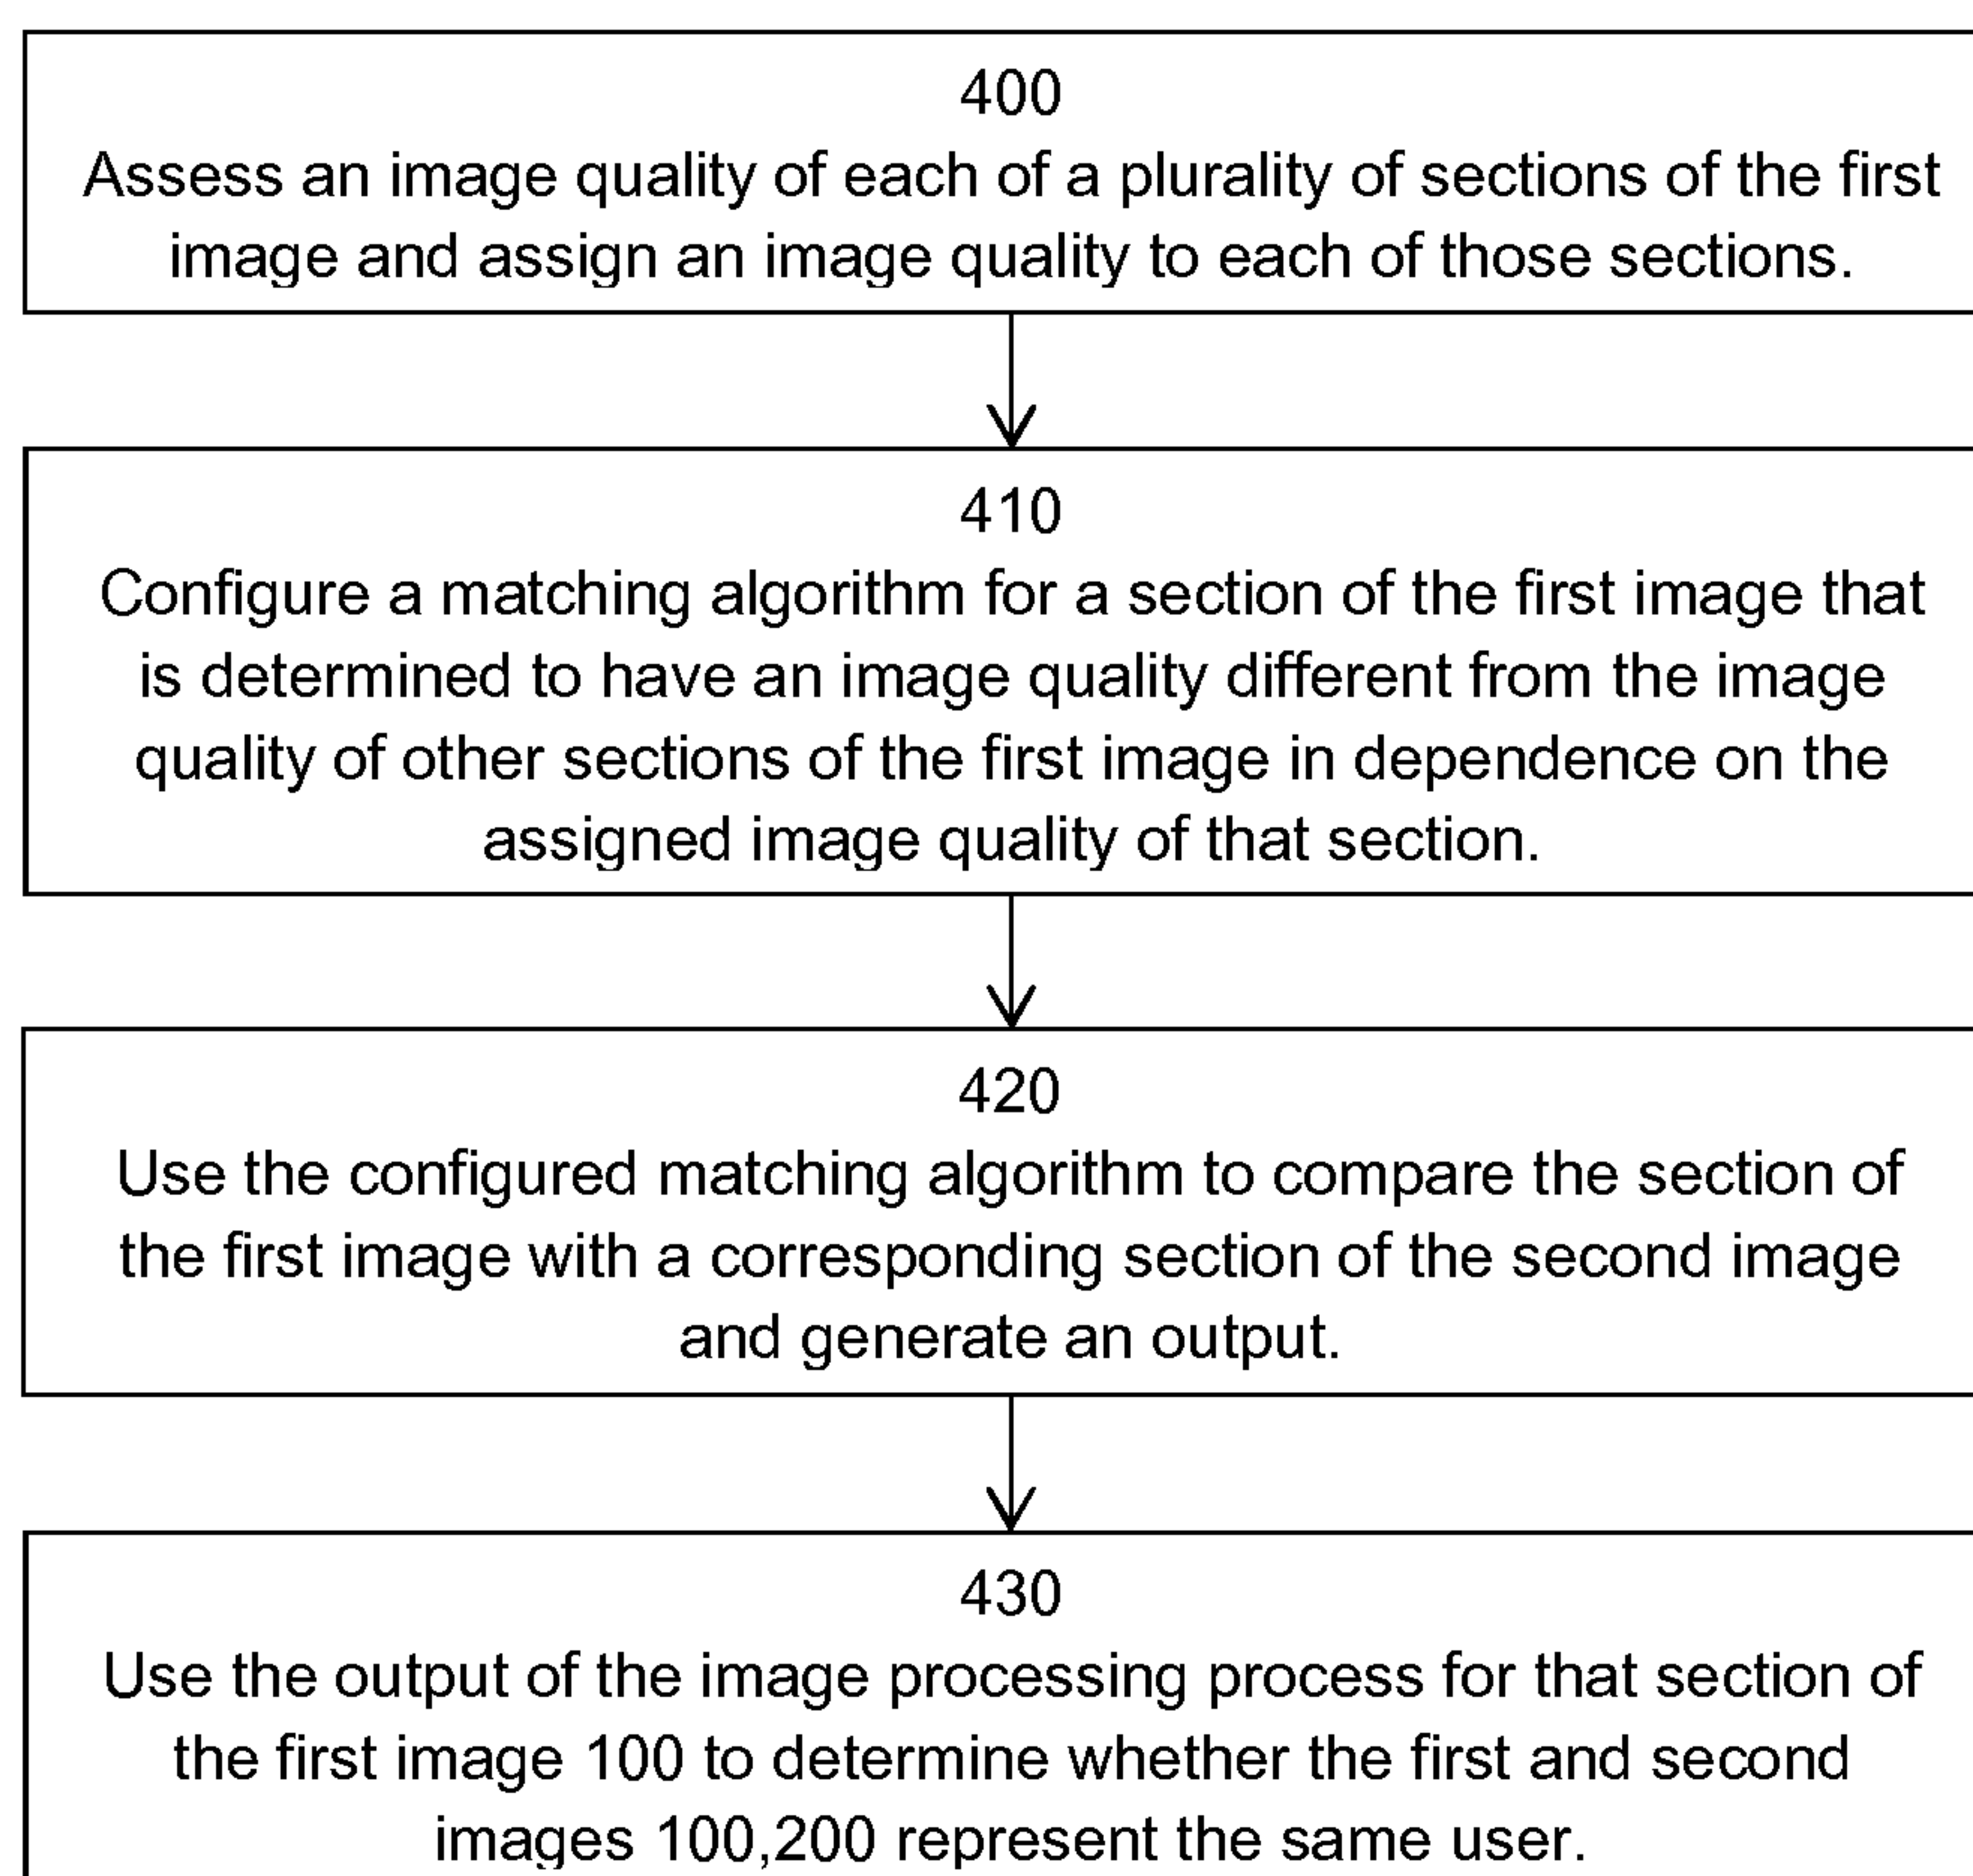 400
Assess an image quality of each of a plurality of sections of the first
image and assign an image quality to each of those sections.
410
Configure a matching algorithm for a section of the first image that
is determined to have an image quality different from the image
quality of other sections of the first image in dependence on the
assigned image quality of that section.
420
Use the configured matching algorithm to compare the section of
the first image with a corresponding section of the second image
and generate an output.
430
Use the output of the image processing process for that section of
the first image 100 to determine whether the first and second
images 100,200 represent the same user.